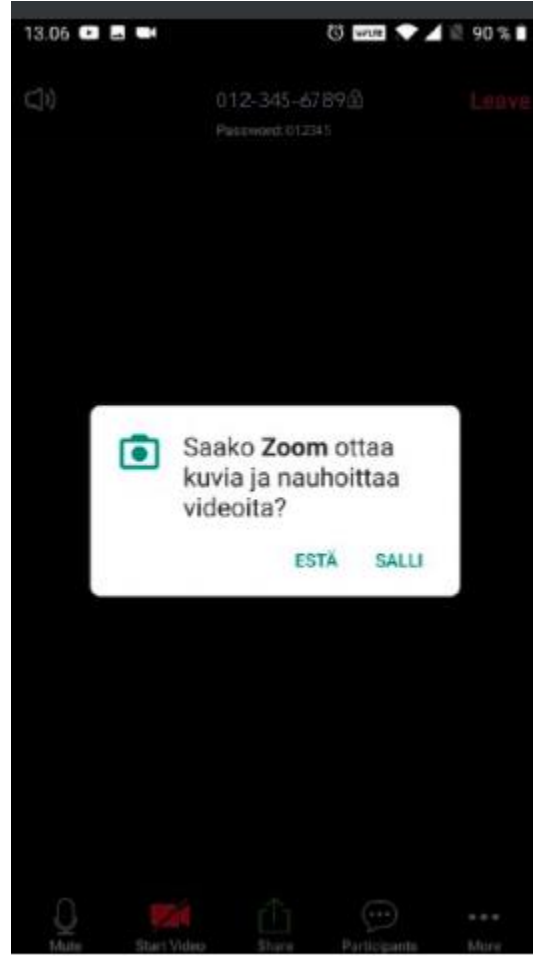 13.06
VoWiFi
90 %
012-345-6789
Leave
Password: 012345
Saako Zoom ottaa
kuvia ja nauhoittaa
videoita?
ESTÄ SALLI
Mute Start Video Share Participants More